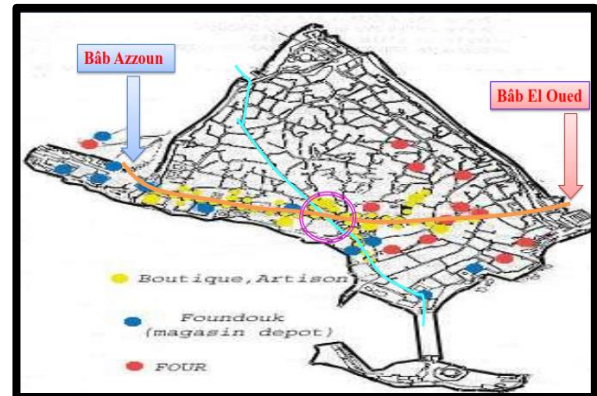 Bâb Azzoun
Bâb El Oued
Boutique, Artison
Foundouk
(magasin depot)
FOUR